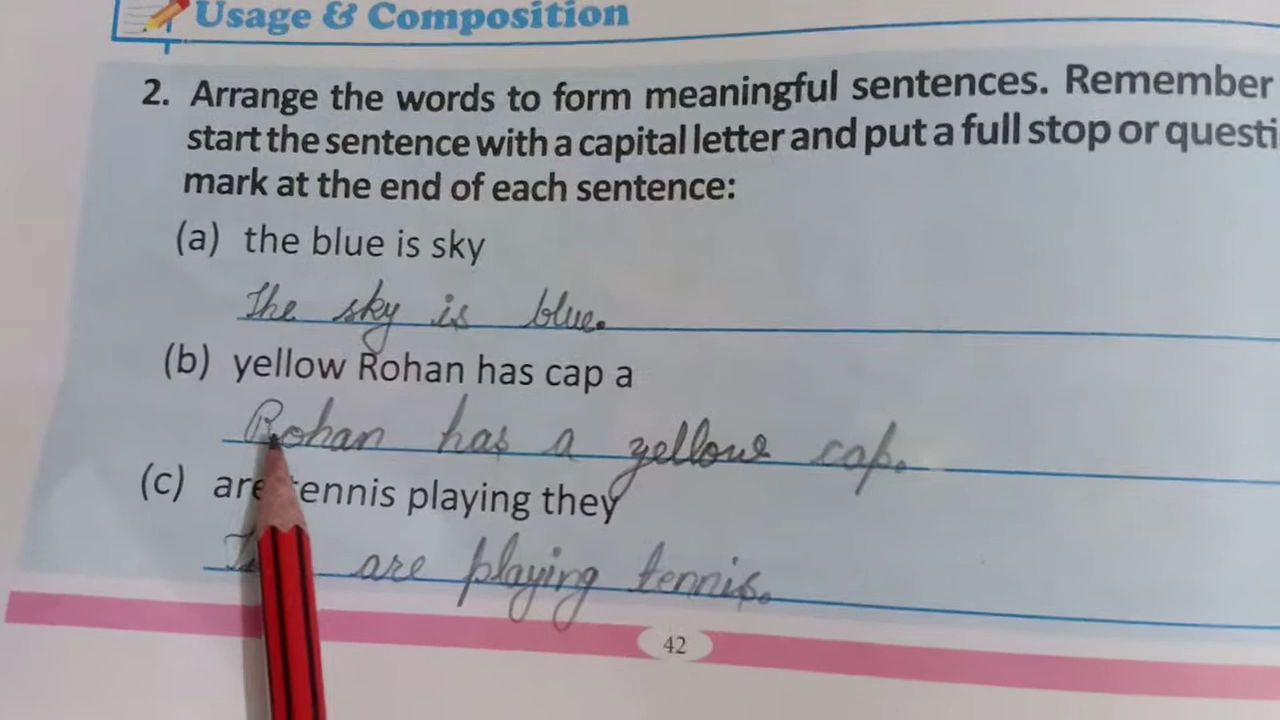 Usage & Composition
2. Arrange the words to form meaningful sentences. Remember
start the sentence with a capital letter and put a full stop or questi
mark at the end of each sentence:
(a) the blue is sky
The sky is blue.
(b) yellow Rohan has cap a
Rohan has a yellow cap.
(c) are tennis playing they
are playing tennis.
42